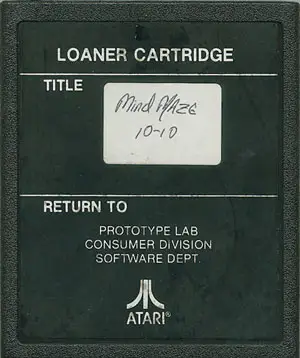 LOANER CARTRIDGE
TITLE
Mind MAZE
10-10
RETURN TO
PROTOTYPE LAB
CONSUMER DIVISION
SOFTWARE DEPT.
ATARI®